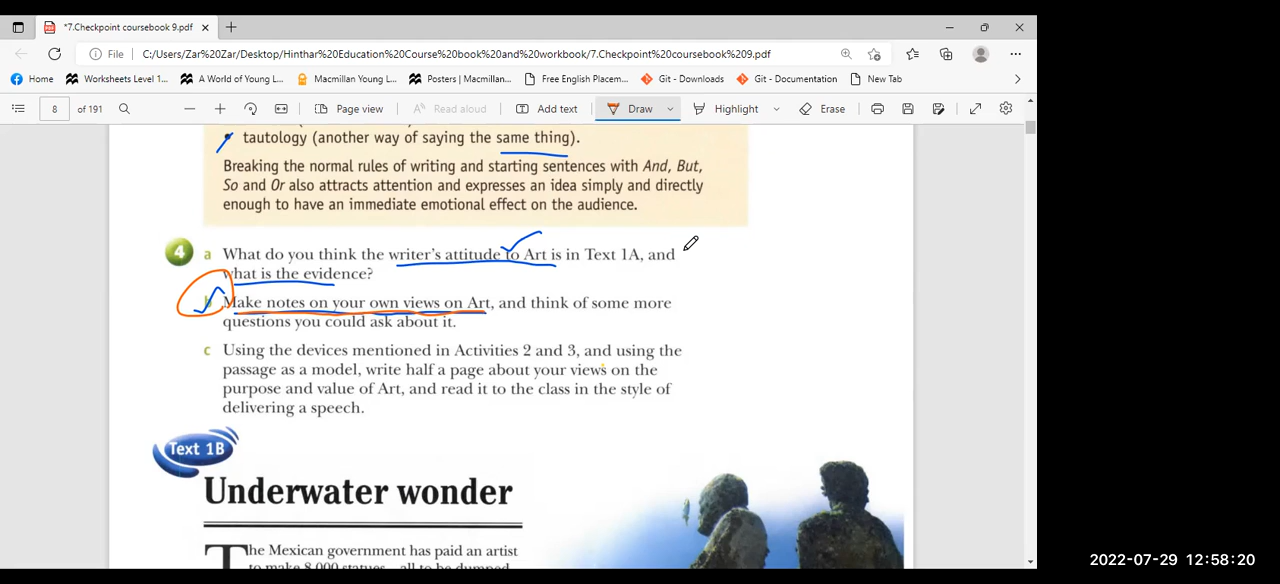 *7.Checkpoint coursebook 9.pdf
File
C:/Users/Zar%20Zar/Desktop/Hinthar%20Education%20Course%20book%20and%20workbook/7.Checkpoint%20coursebook%209.pdf
Home
Worksheets Level 1...
A World of Young L...
Macmillan Young L...
Posters | Macmillan...
Free English Placem...
Git - Downloads
Git - Documentation
New Tab
8 of 191
Page view
Read aloud
Add text
Draw
Highlight
Erase
tautology (another way of saying the same thing).
Breaking the normal rules of writing and starting sentences with And, But,
So and Or also attracts attention and expresses an idea simply and directly
enough to have an immediate emotional effect on the audience.
4 a What do you think the writer's attitude to Art is in Text 1A, and
what is the evidence?
b Make notes on your own views on Art, and think of some more
questions you could ask about it.
c Using the devices mentioned in Activities 2 and 3, and using the
passage as a model, write half a page about your views on the
purpose and value of Art, and read it to the class in the style of
delivering a speech.
Text 1B
Underwater wonder
The Mexican government has paid an artist
to make 8,000 statues – all to be dumped
2022-07-29 12:58:20